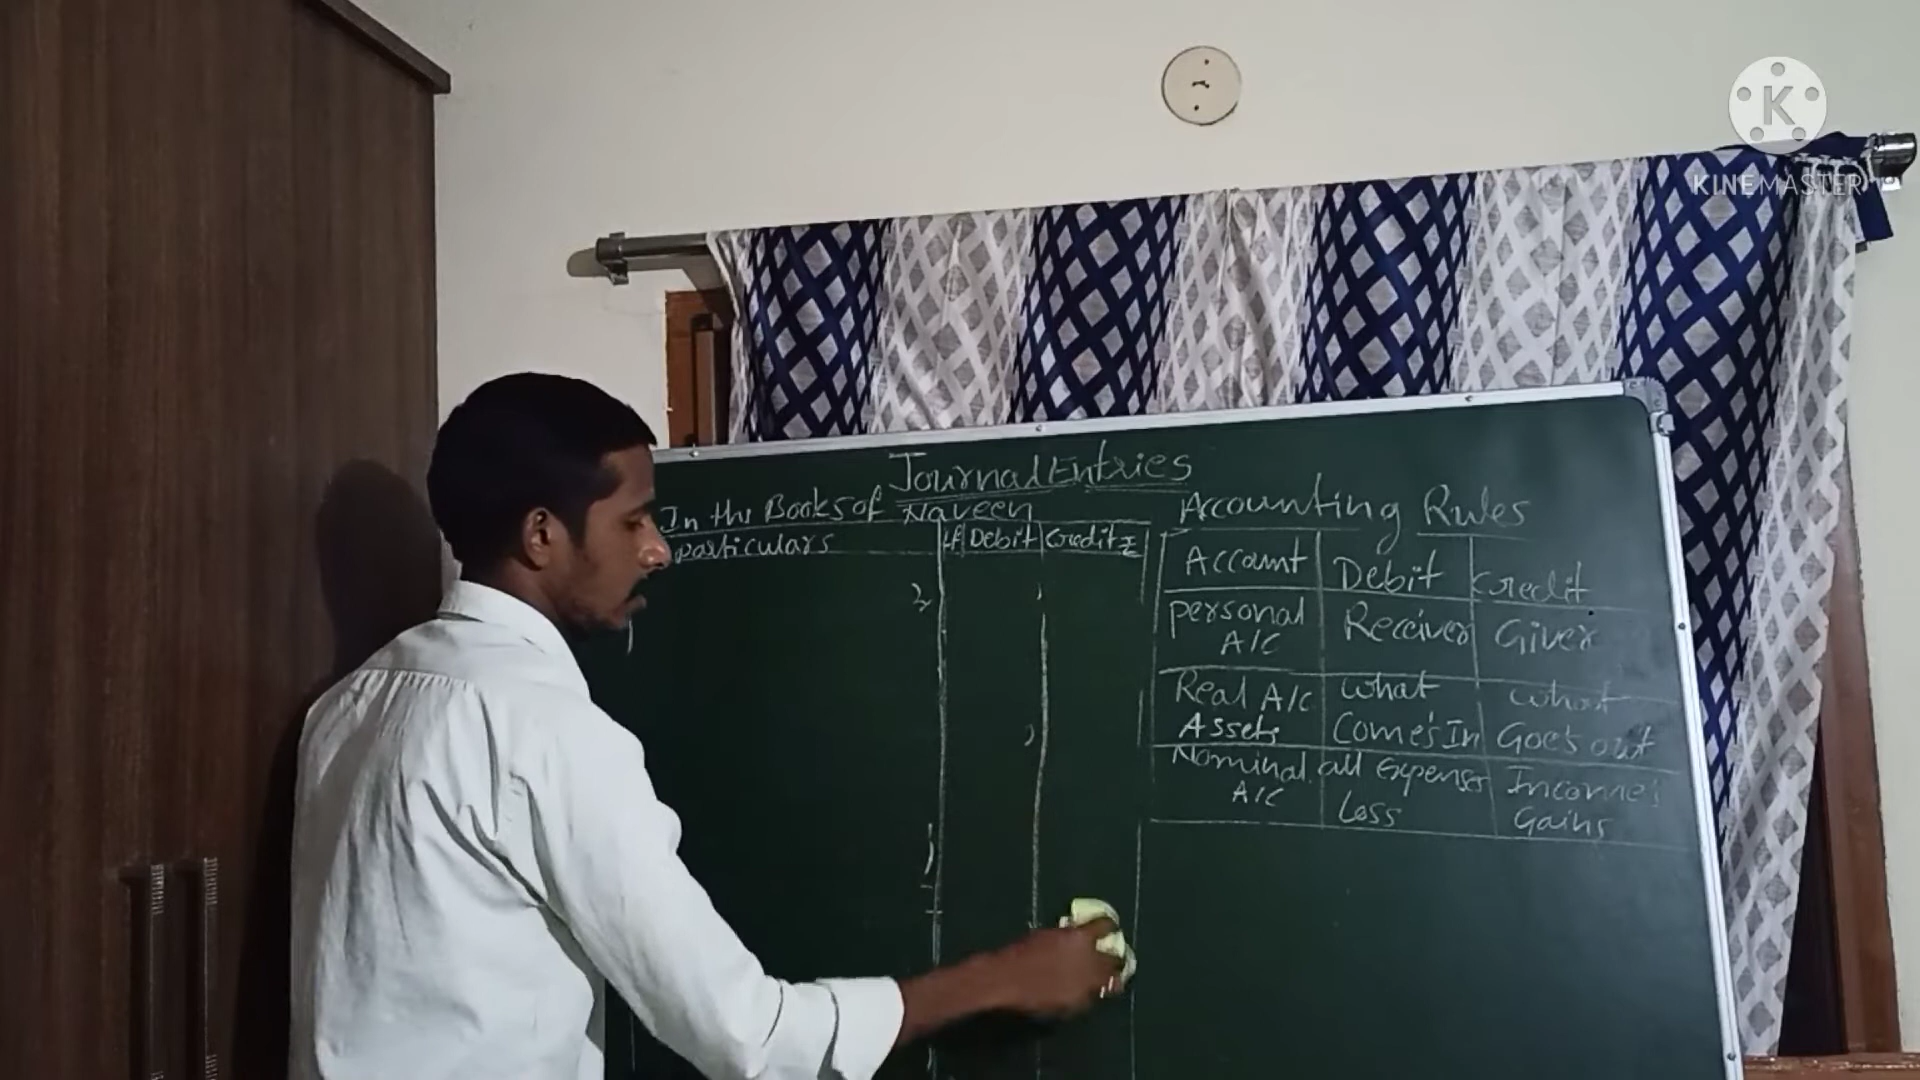 K
KINEMASTER
Journal Entries
In the Books of Naveen
particulars LF Debit Credit
Accounting Rules
Account Debit Credit
personal A/C Receiver Giver
Real A/C Assets what Come's In what Goes out
Nominal A/C all expenses Loss Income's Gains